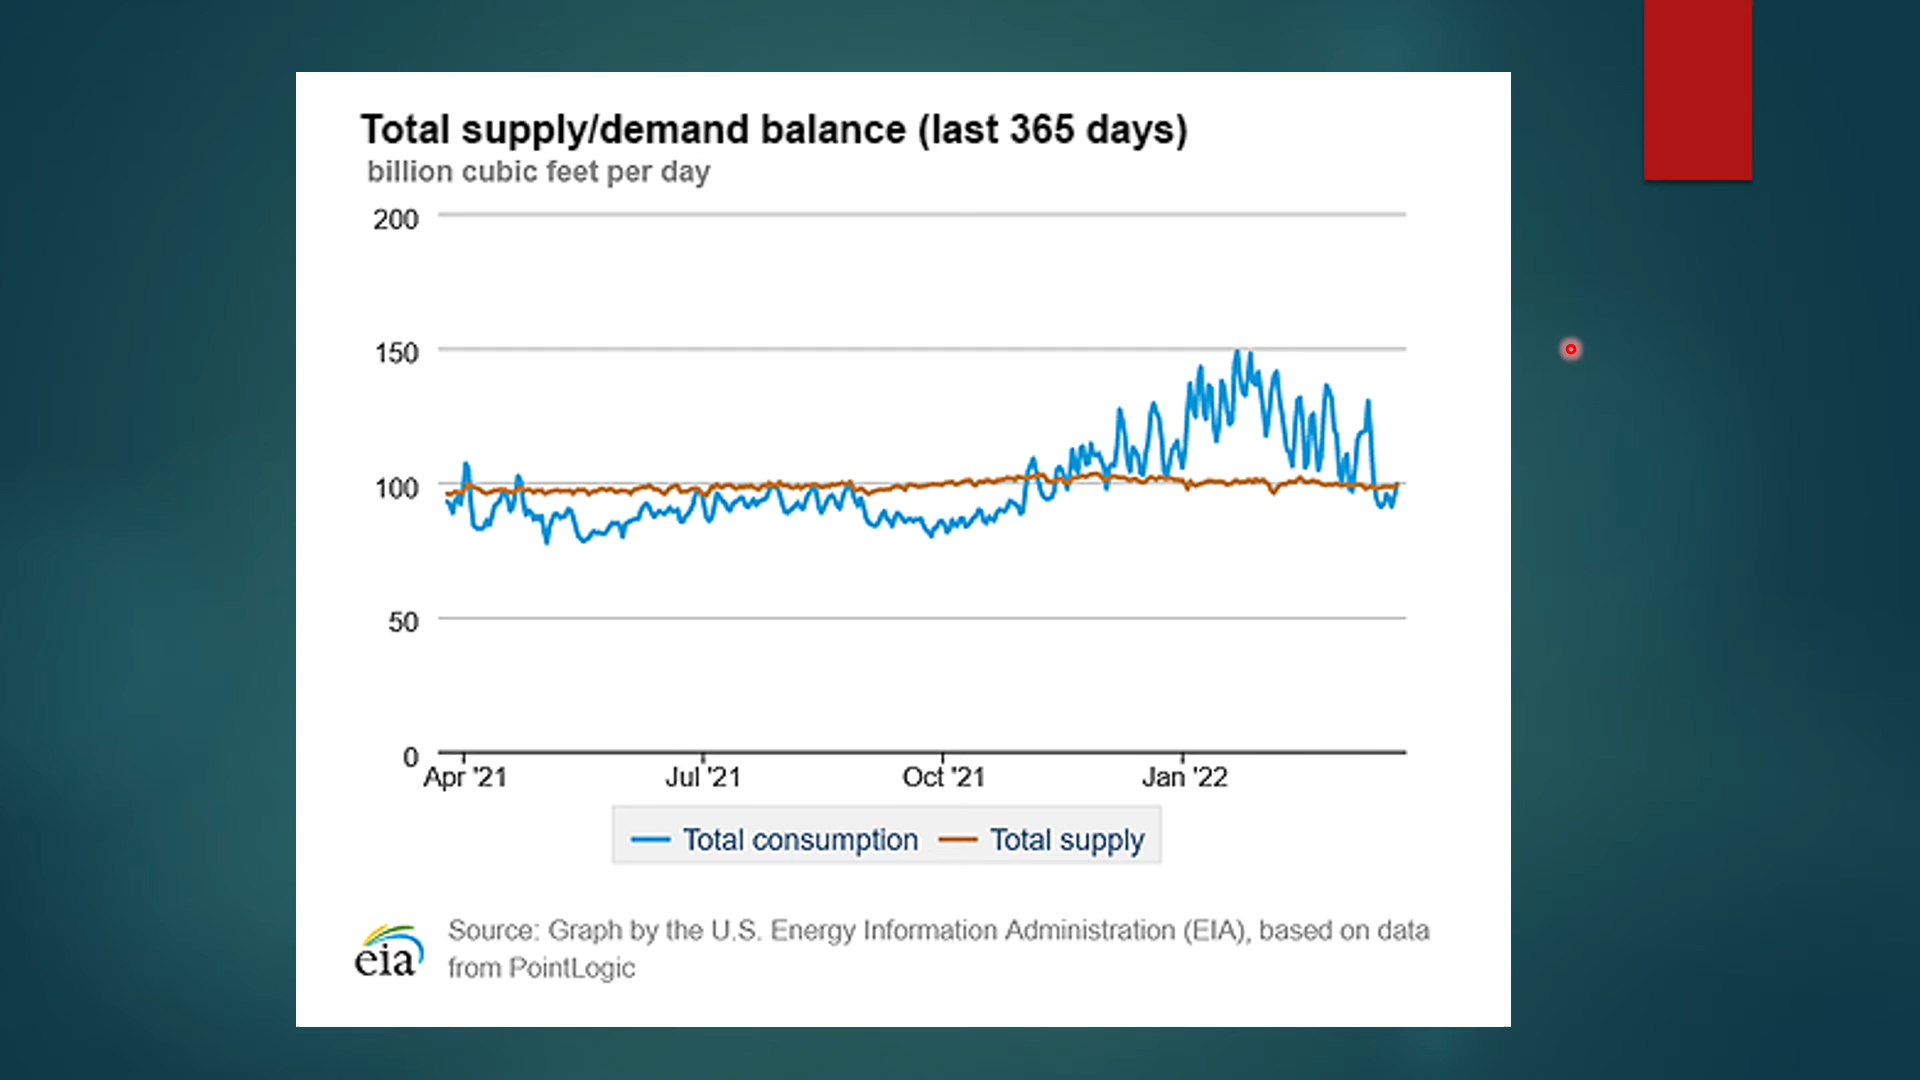 Total supply/demand balance (last 365 days)
billion cubic feet per day
200
150
100
50
0
Apr '21 Jul '21 Oct '21 Jan '22
Total consumption Total supply
eia
Source: Graph by the U.S. Energy Information Administration (EIA), based on data
from PointLogic